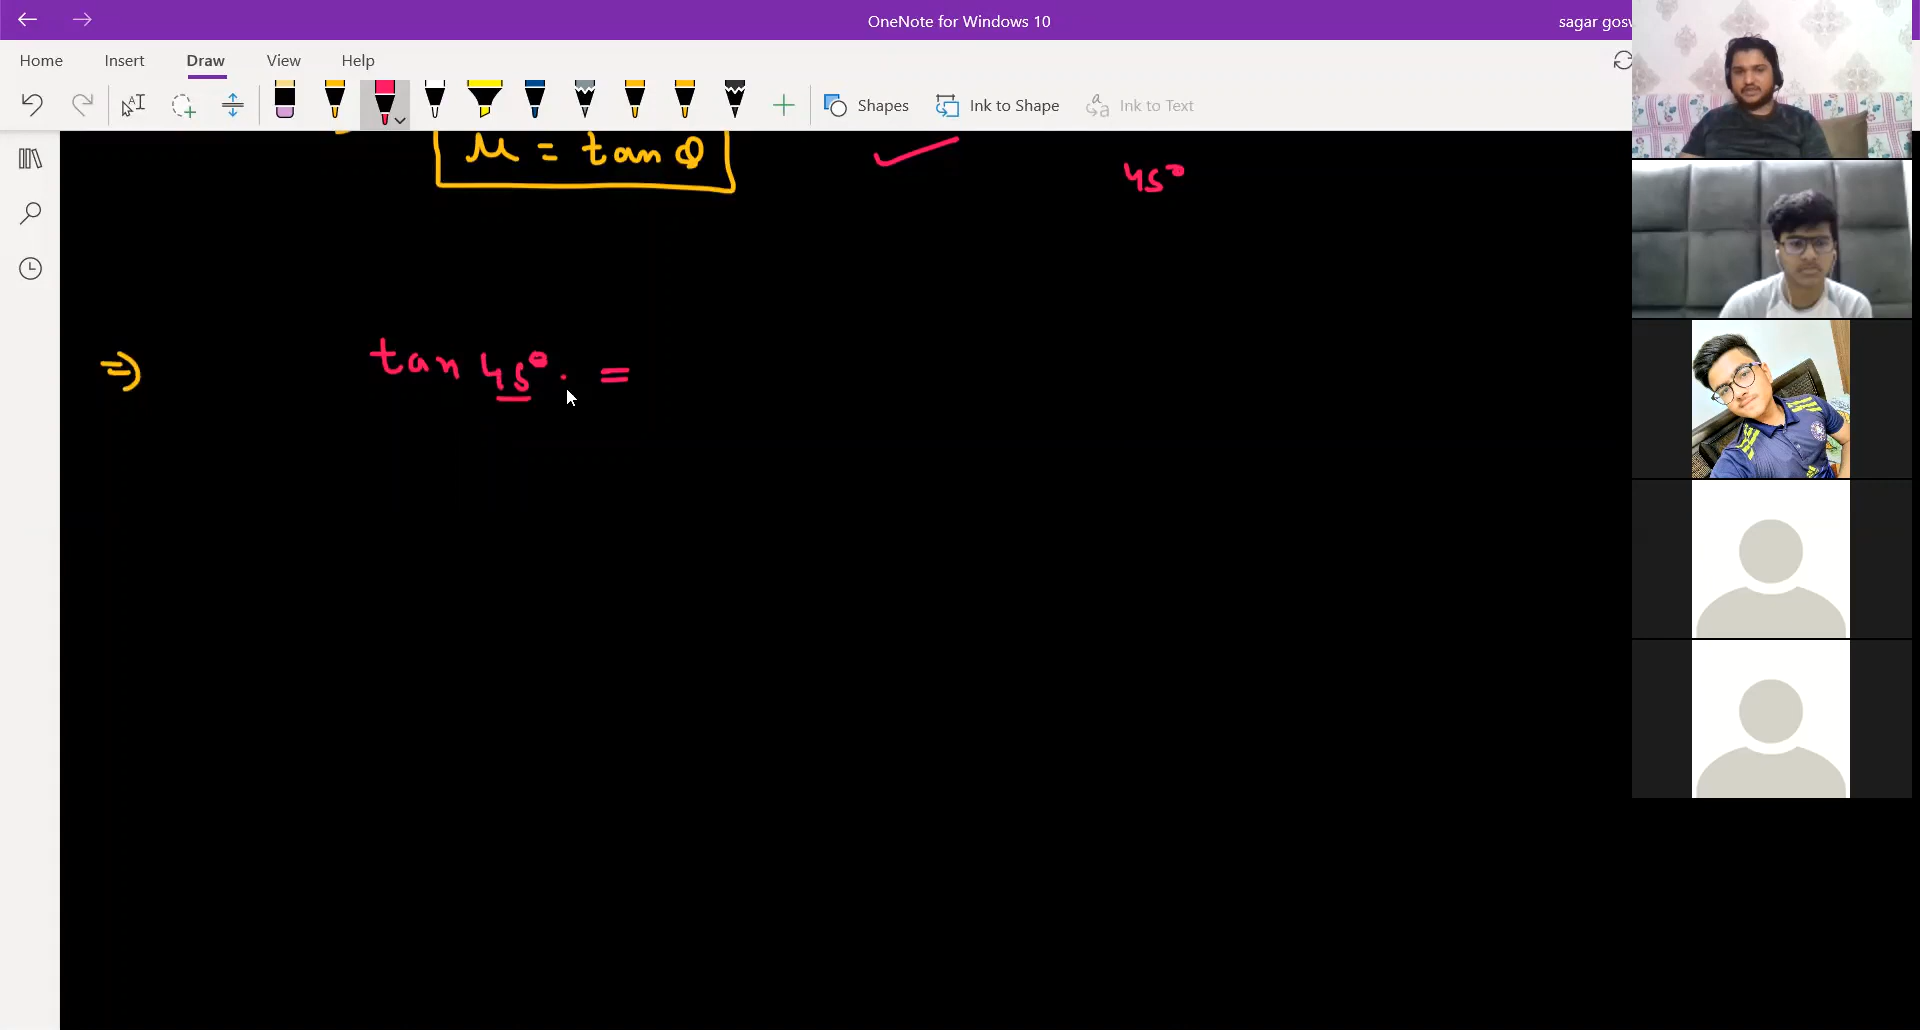 OneNote for Windows 10
sagar gosw
Home Insert Draw View Help
Shapes Ink to Shape Ink to Text
μ = tan Φ
45°
⇒ tan 45° . =